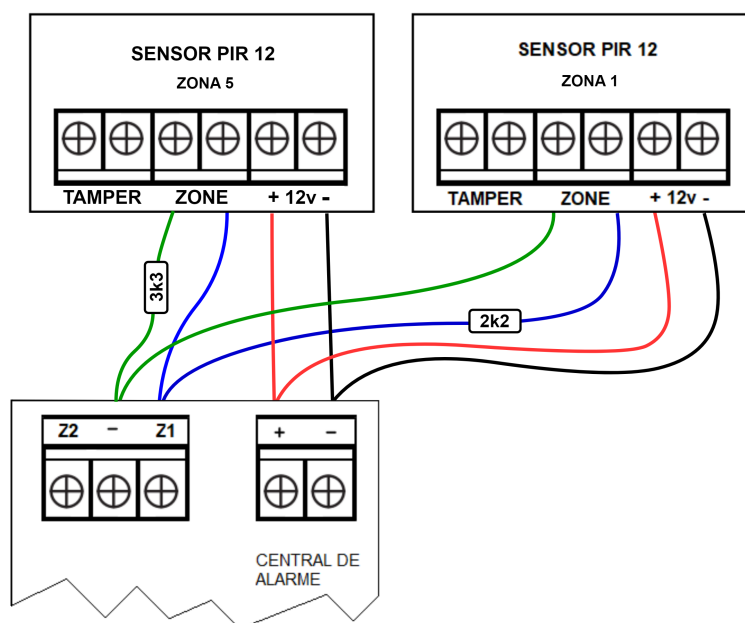 SENSOR PIR 12
ZONA 5
TAMPER ZONE + 12v -
SENSOR PIR 12
ZONA 1
TAMPER ZONE + 12v -
3k3
2k2
Z2 - Z1
+ -
CENTRAL DE
ALARME